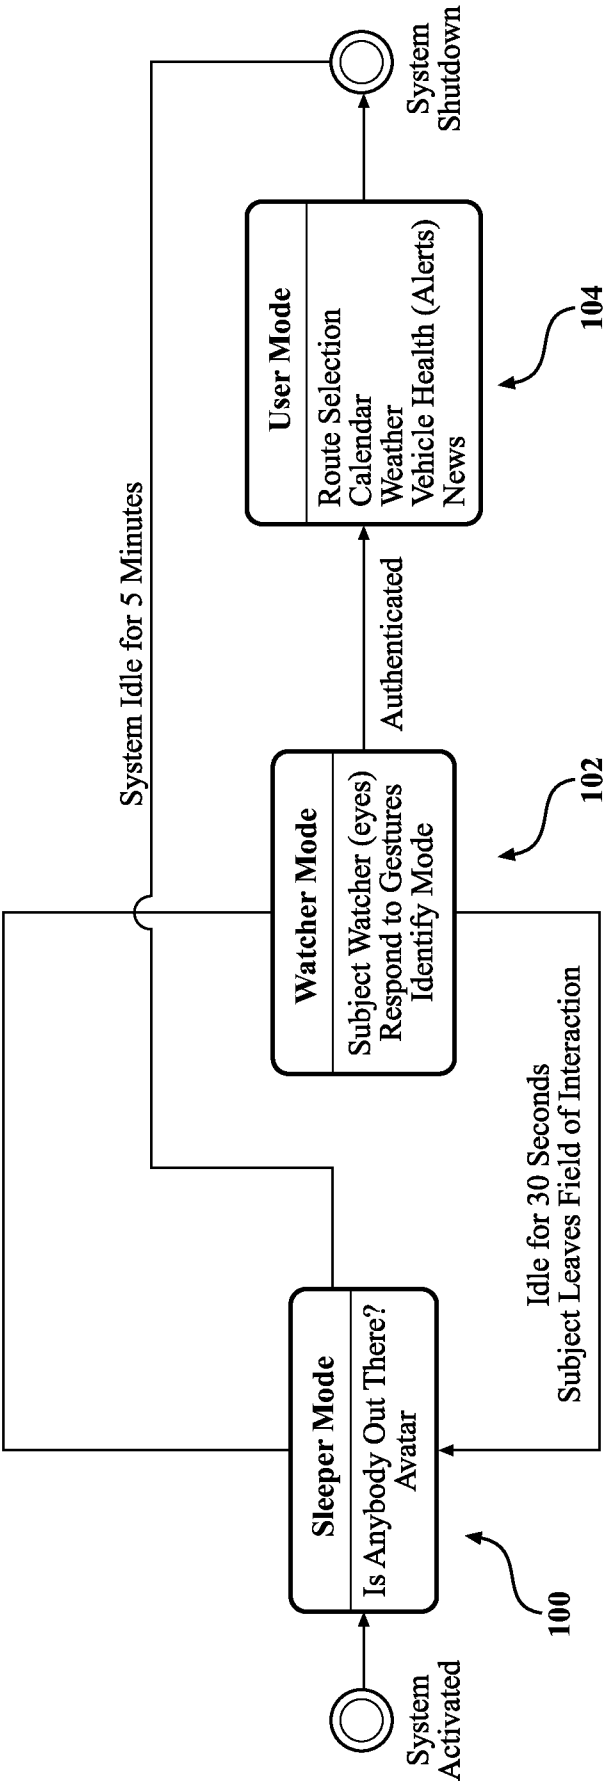 System
Activated
Sleeper Mode
Is Anybody Out There?
Avatar
100
Idle for 30 Seconds
Subject Leaves Field of Interaction
Watcher Mode
Subject Watcher (eyes)
Respond to Gestures
Identify Mode
102
System Idle for 5 Minutes
Authenticated
User Mode
Route Selection
Calendar
Weather
Vehicle Health (Alerts)
News
104
System
Shutdown